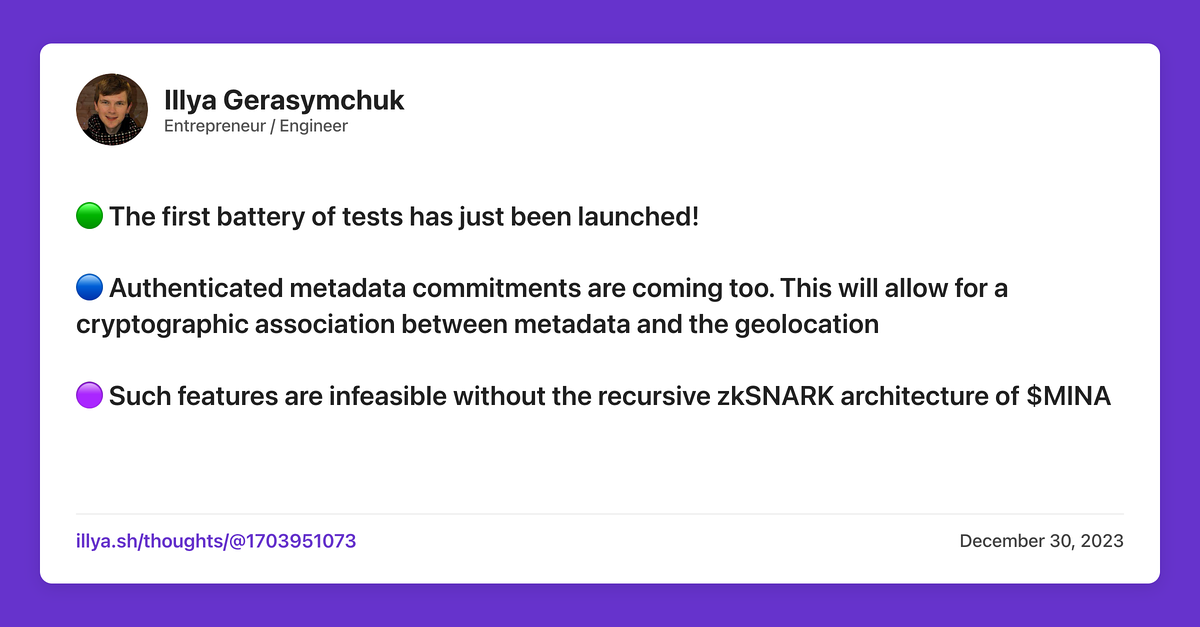 Illya Gerasymchuk
Entrepreneur / Engineer
🟢 The first battery of tests has just been launched!
🔵 Authenticated metadata commitments are coming too. This will allow for a
cryptographic association between metadata and the geolocation
🟣 Such features are infeasible without the recursive zkSNARK architecture of $MINA
illya.sh/thoughts/@1703951073
December 30, 2023